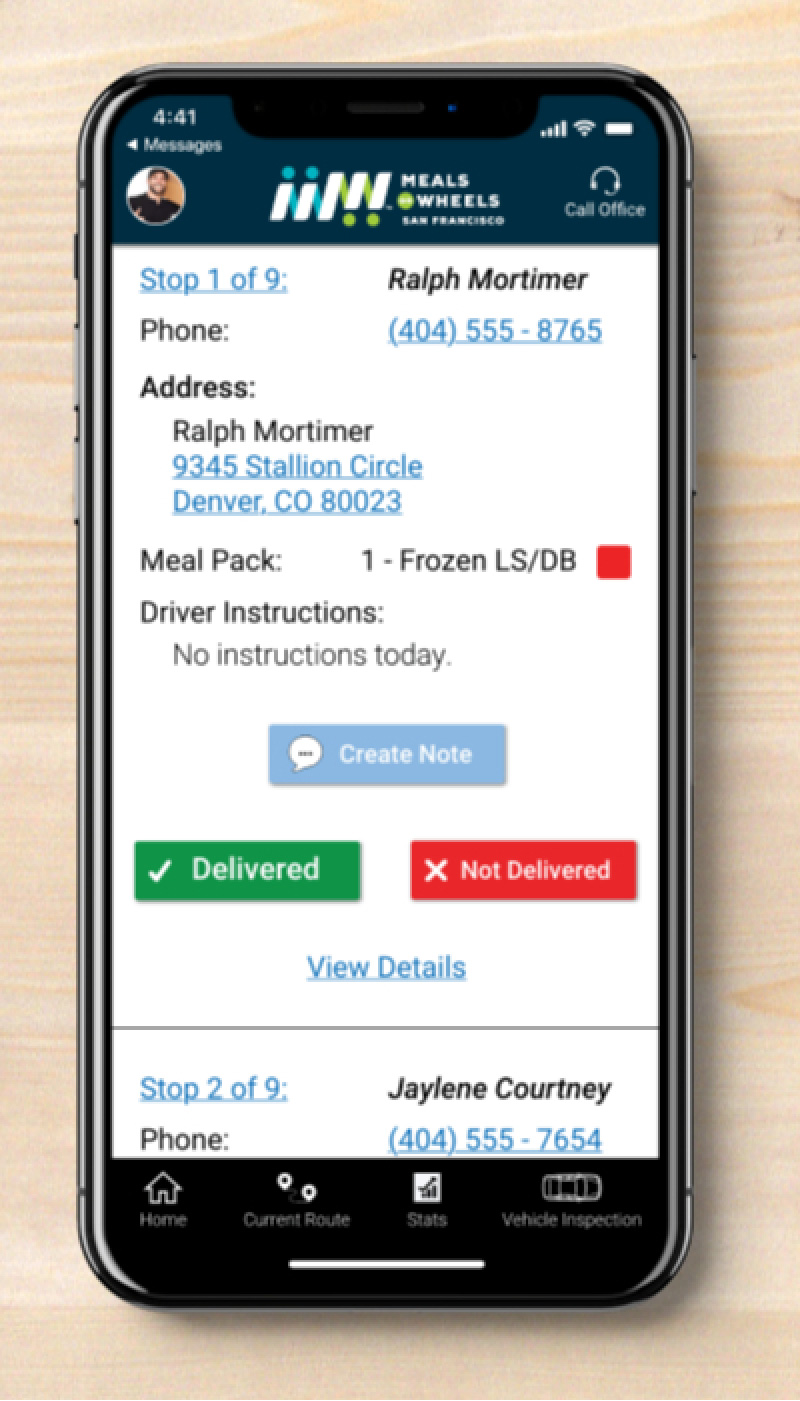 4:41
◀ Messages
MEALS
ON WHEELS
SAN FRANCISCO
Call Office
Stop 1 of 9: Ralph Mortimer
Phone: (404) 555 - 8765
Address:
Ralph Mortimer
9345 Stallion Circle
Denver, CO 80023
Meal Pack: 1 - Frozen LS/DB
Driver Instructions:
No instructions today.
Create Note
Delivered Not Delivered
View Details
Stop 2 of 9: Jaylene Courtney
Phone: (404) 555 - 7654
Home Current Route Stats Vehicle Inspection